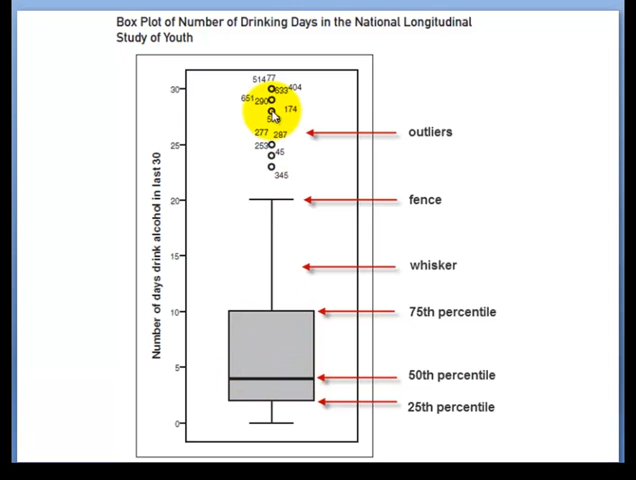 Box Plot of Number of Drinking Days in the National Longitudinal
Study of Youth
Number of days drink alcohol in last 30
30
25
20
15
10
5
0
514 77
633 404
651 290
174
277 287
253
45
345
outliers
fence
whisker
75th percentile
50th percentile
25th percentile